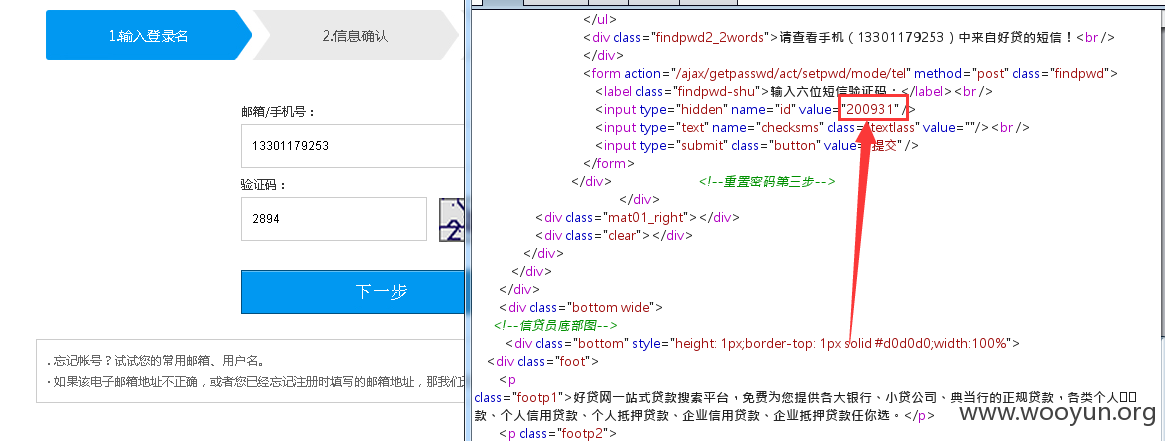 1.输入登录名
2.信息确认
邮箱/手机号：
13301179253
验证码：
2894
下一步
. 忘记帐号？试试您的常用邮箱、用户名。
· 如果该电子邮箱地址不正确，或者您已经忘记注册时填写的邮箱地址，那我们
</ul>
<div class="findpwd2_2words">请查看手机（13301179253）中来自好贷的短信！<br />
</div>
<form action="/ajax/getpasswd/act/setpwd/mode/tel" method="post" class="findpwd">
<label class="findpwd-shu">输入六位短信验证码：</label><br />
<input type="hidden" name="id" value="200931" />
<input type="text" name="checksms" class="textlass" value=""/><br />
<input type="submit" class="button" value="提交" />
</form>
</div> <!--重置密码第三步-->
</div>
<div class="mat01_right"></div>
<div class="clear"></div>
</div>
</div>
</div>
<div class="bottom wide">
<!--信贷员底部图-->
<div class="bottom" style="height: 1px;border-top: 1px solid #d0d0d0;width:100%">
<div class="foot">
<p
class="footp1">好贷网一站式贷款搜索平台，免费为您提供各大银行、小贷公司、典当行的正规贷款，各类个人
款、个人信用贷款、个人抵押贷款、企业信用贷款、企业抵押贷款任你选。</p>
<p class="footp2">
www.wooyun.org